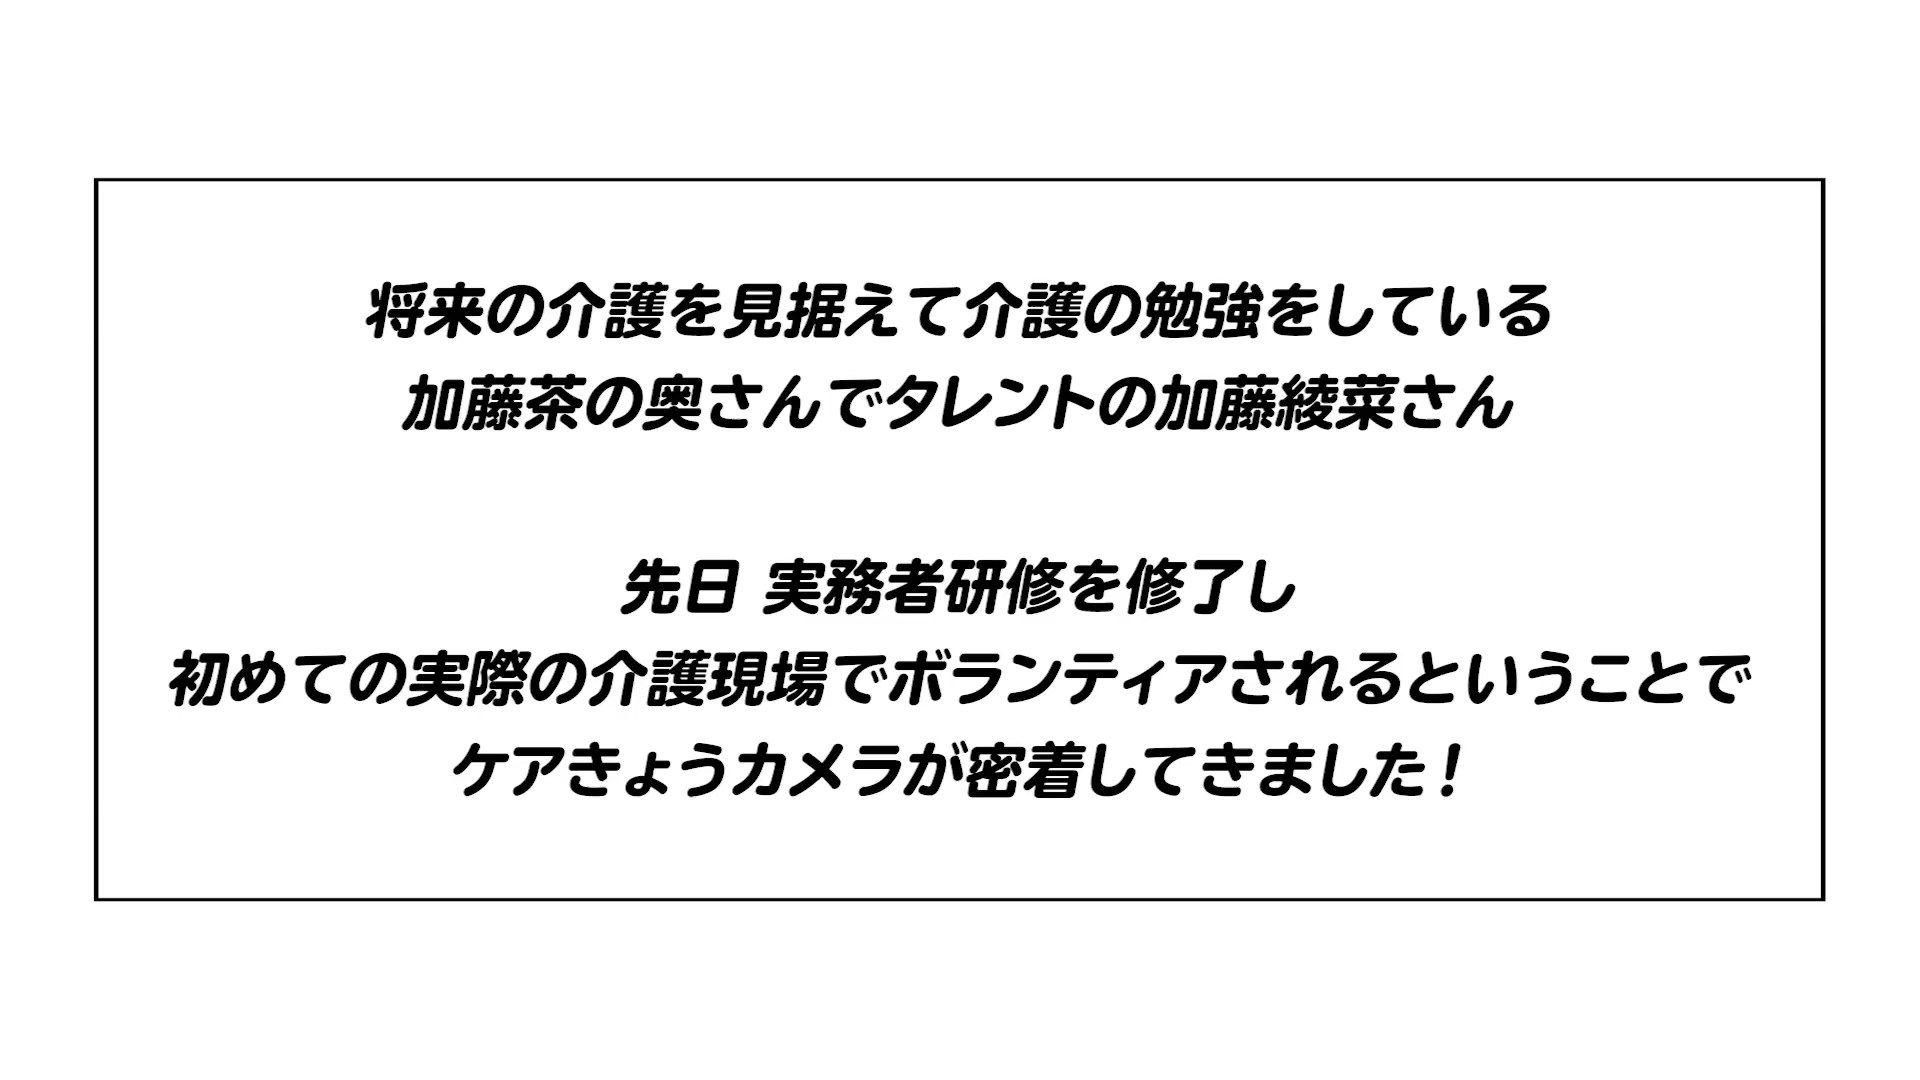 将来の介護を見据えて介護の勉強をしている
加藤茶の奥さんでタレントの加藤綾菜さん
先日 実務者研修を修了し
初めての実際の介護現場でボランティアされるということで
ケアきょうカメラが密着してきました！